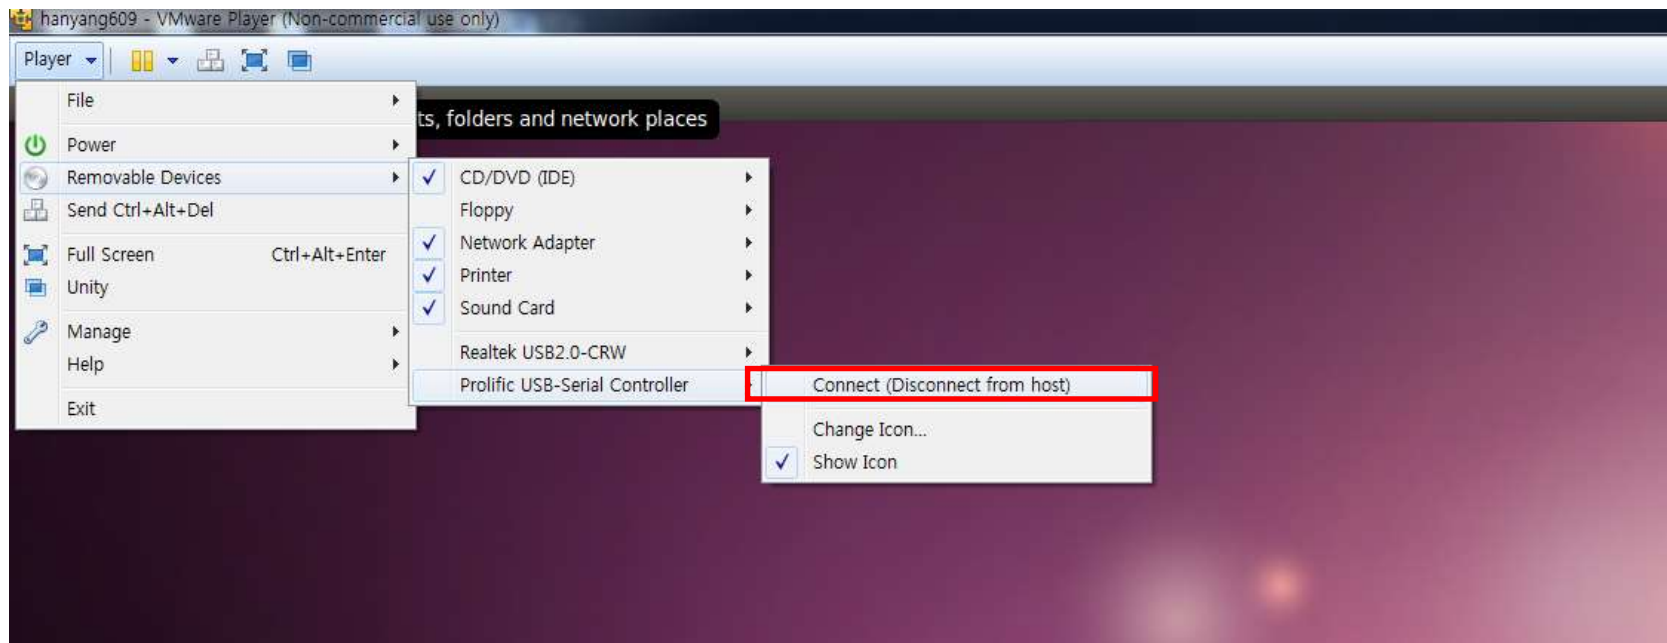 hanyang609 - VMware Player (Non-commercial use only)
Player
File
ts, folders and network places
Power
Removable Devices
CD/DVD (IDE)
Send Ctrl+Alt+Del
Floppy
Network Adapter
Full Screen Ctrl+Alt+Enter
Printer
Unity
Sound Card
Manage
Realtek USB2.0-CRW
Help
Prolific USB-Serial Controller
Connect (Disconnect from host)
Exit
Change Icon...
Show Icon